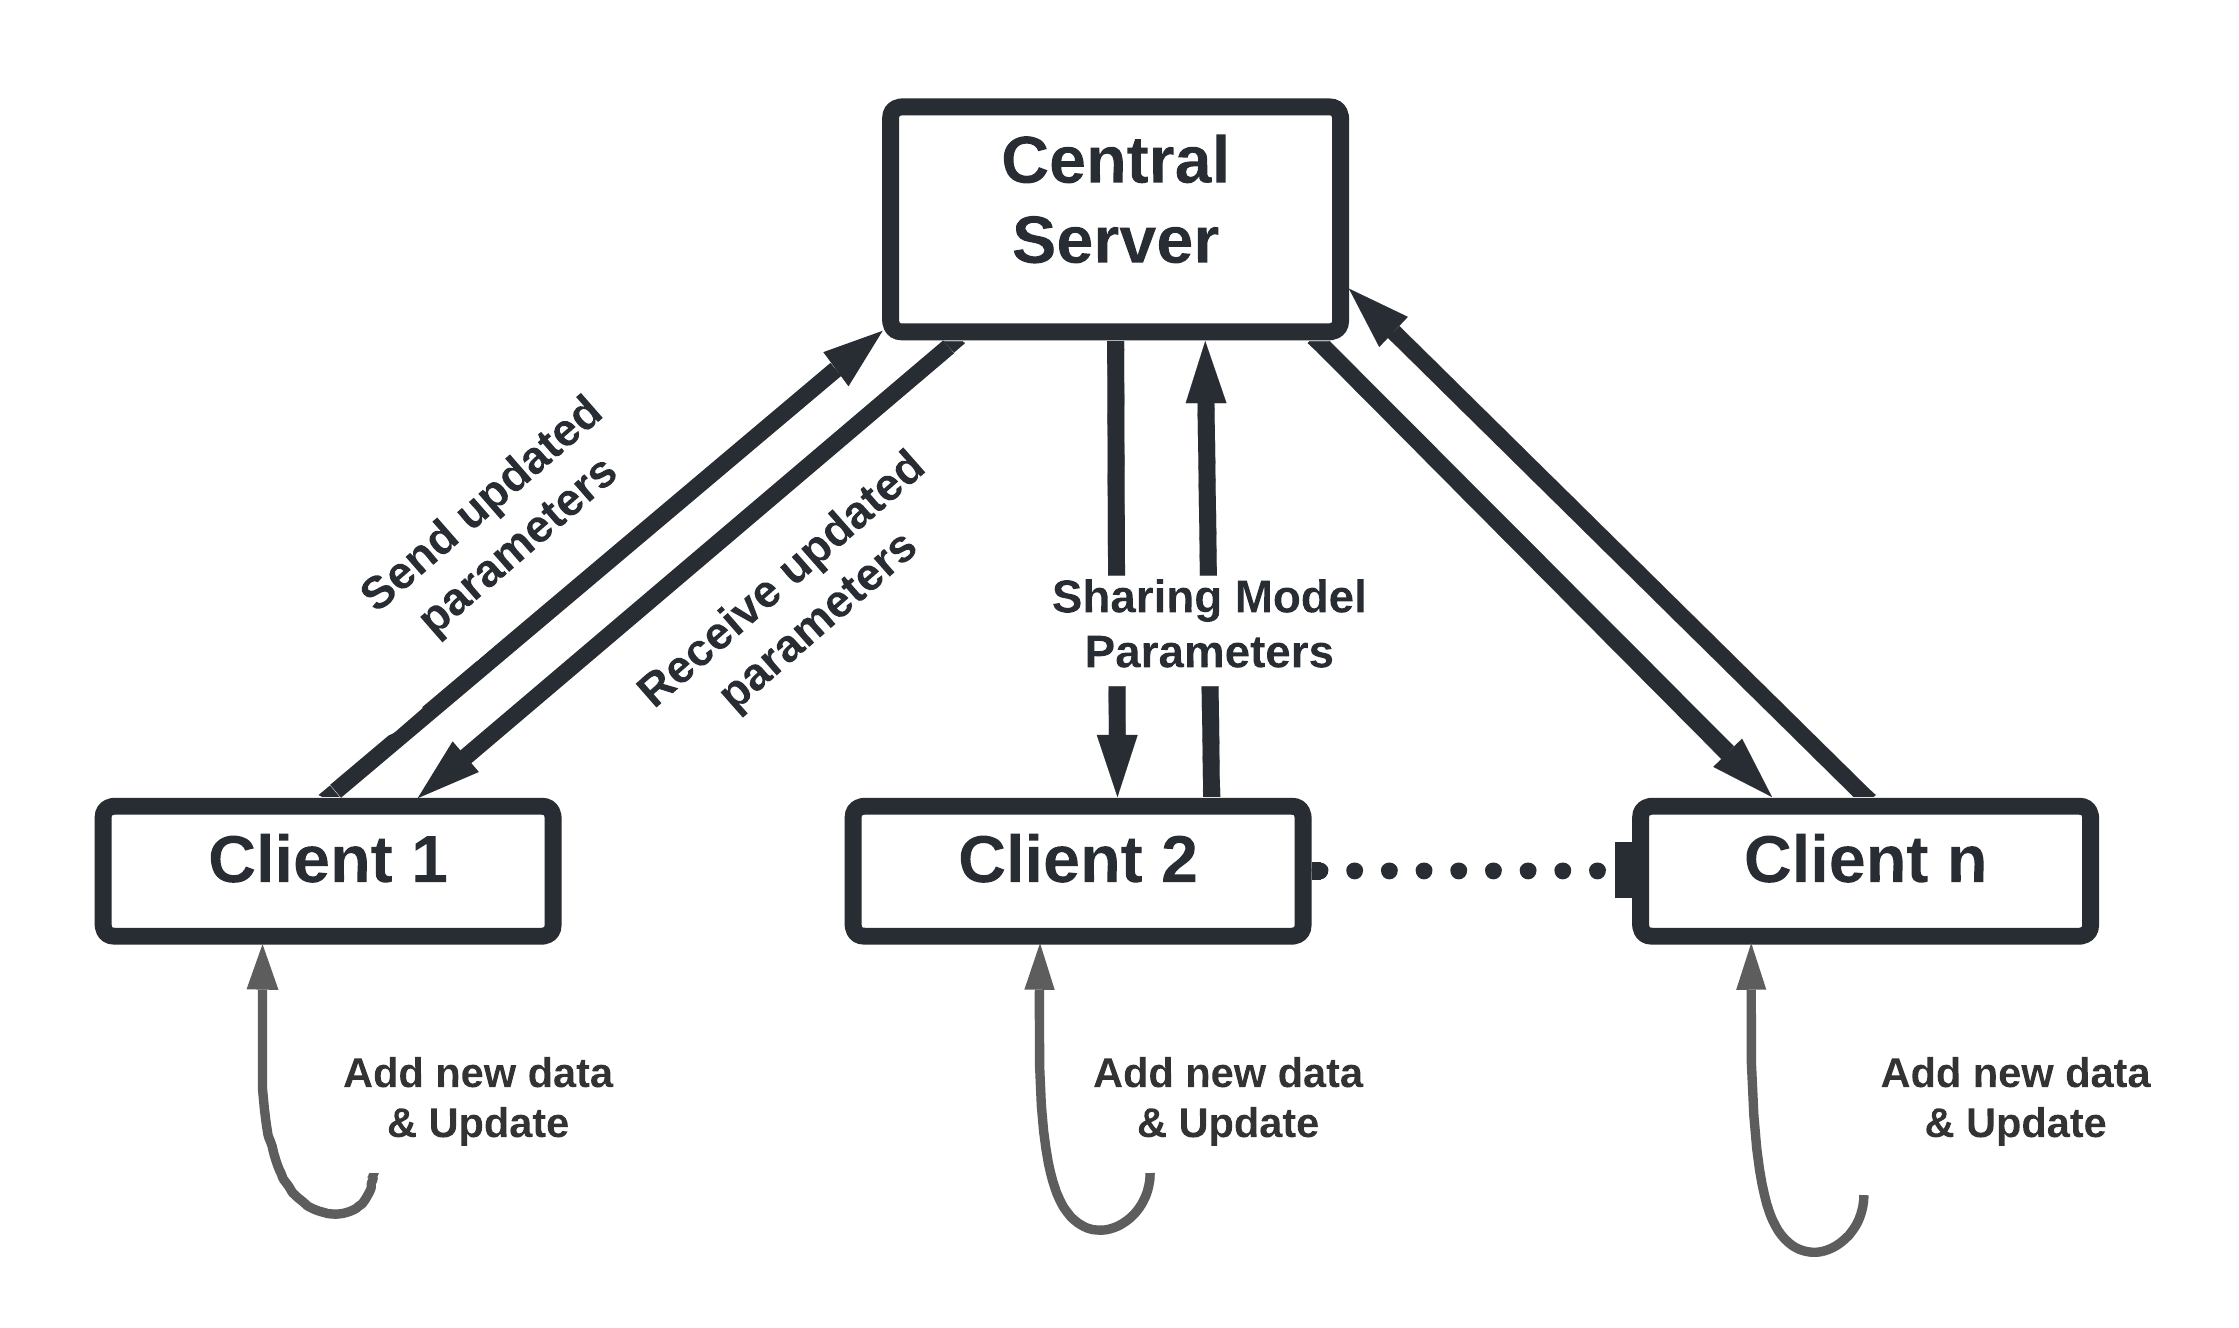 Central
Server
Send updated
parameters
Receive updated
parameters
Sharing Model
Parameters
Client 1
Client 2
Client n
Add new data
& Update
Add new data
& Update
Add new data
& Update